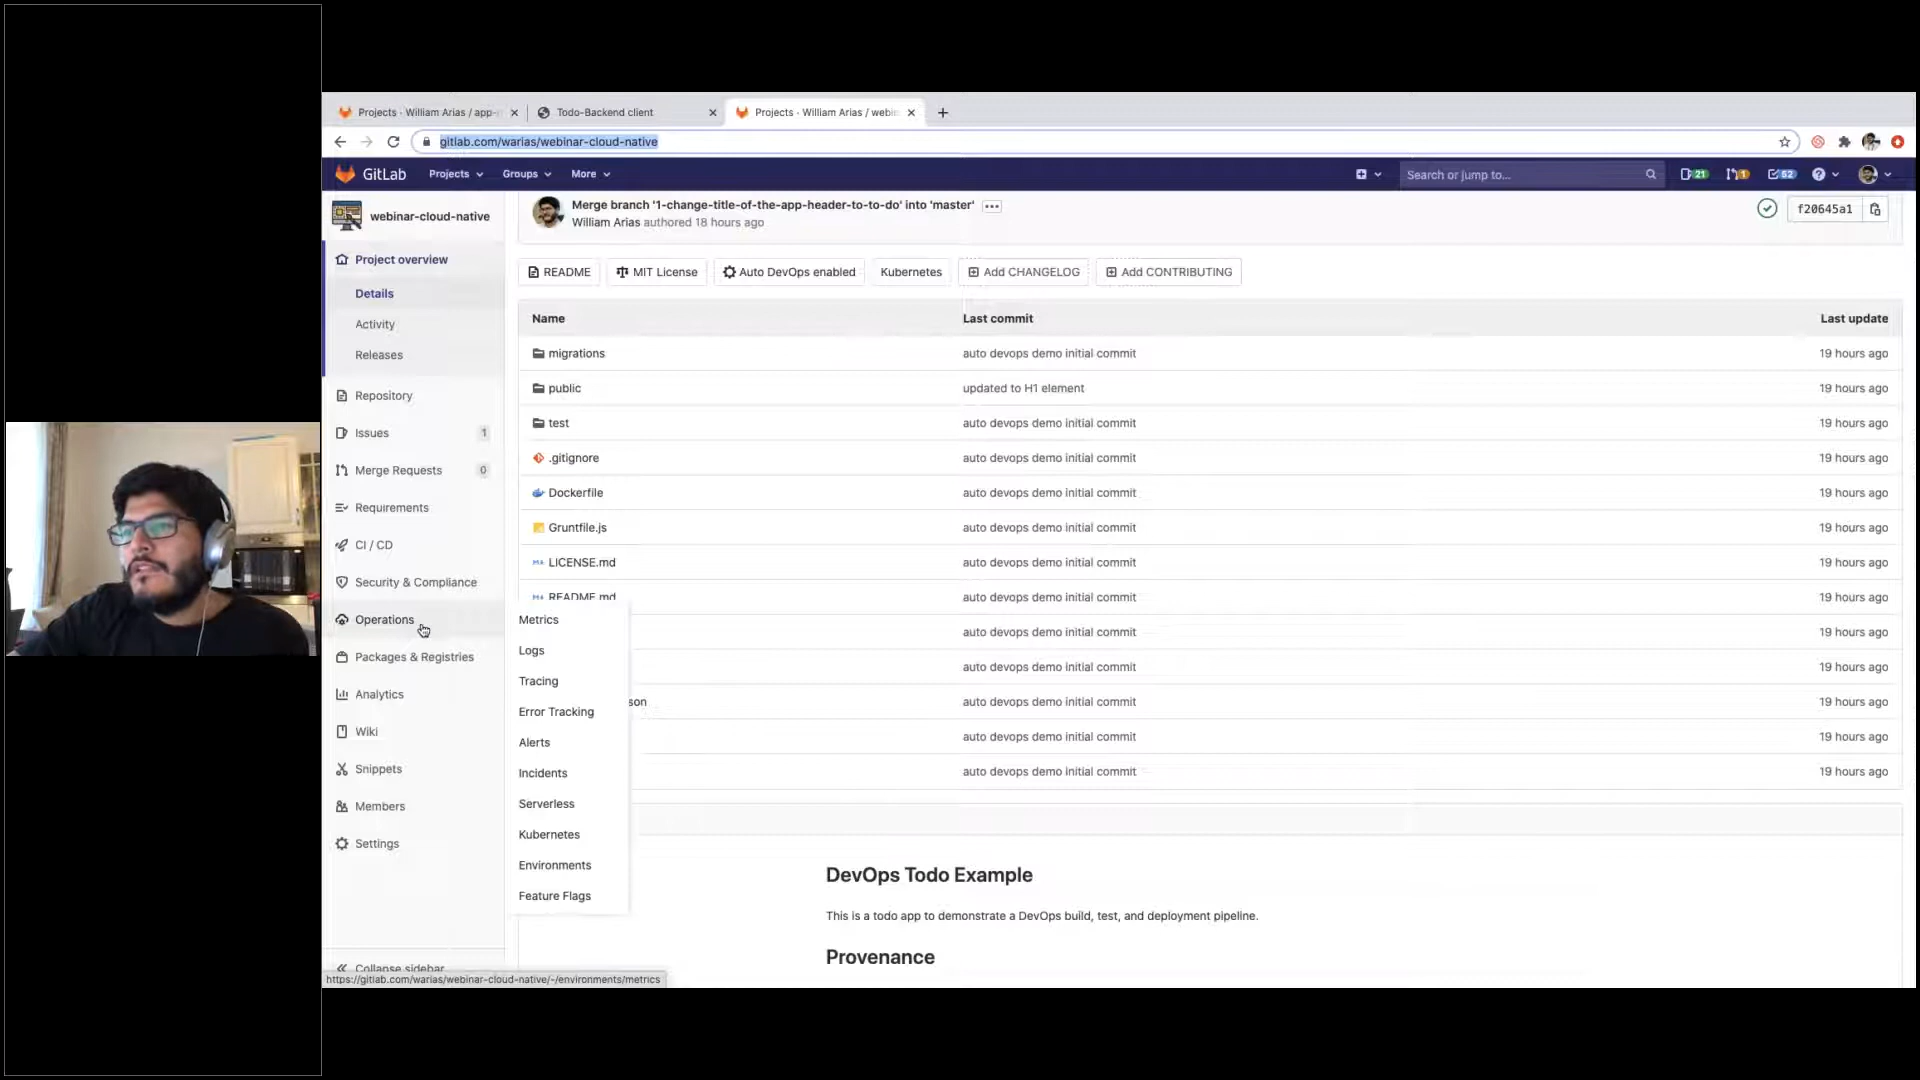 Projects · William Arias / app-
Todo-Backend client
Projects · William Arias / webin
gitlab.com/warias/webinar-cloud-native
GitLab
Projects
Groups
More
Search or jump to...
21
1
52
webinar-cloud-native
Project overview
Details
Activity
Releases
Repository
Issues 1
Merge Requests 0
Requirements
CI / CD
Security & Compliance
Operations
Packages & Registries
Analytics
Wiki
Snippets
Members
Settings
Collapse sidebar
Metrics
Logs
Tracing
Error Tracking
Alerts
Incidents
Serverless
Kubernetes
Environments
Feature Flags
Merge branch '1-change-title-of-the-app-header-to-to-do' into 'master'
William Arias authored 18 hours ago
f20645a1
README
MIT License
Auto DevOps enabled
Kubernetes
Add CHANGELOG
Add CONTRIBUTING
Name Last commit Last update
migrations auto devops demo initial commit 19 hours ago
public updated to H1 element 19 hours ago
test auto devops demo initial commit 19 hours ago
.gitignore auto devops demo initial commit 19 hours ago
Dockerfile auto devops demo initial commit 19 hours ago
Gruntfile.js auto devops demo initial commit 19 hours ago
LICENSE.md auto devops demo initial commit 19 hours ago
README.md auto devops demo initial commit 19 hours ago
auto devops demo initial commit 19 hours ago
auto devops demo initial commit 19 hours ago
son auto devops demo initial commit 19 hours ago
auto devops demo initial commit 19 hours ago
auto devops demo initial commit 19 hours ago
DevOps Todo Example
This is a todo app to demonstrate a DevOps build, test, and deployment pipeline.
Provenance
https://gitlab.com/warias/webinar-cloud-native/-/environments/metrics